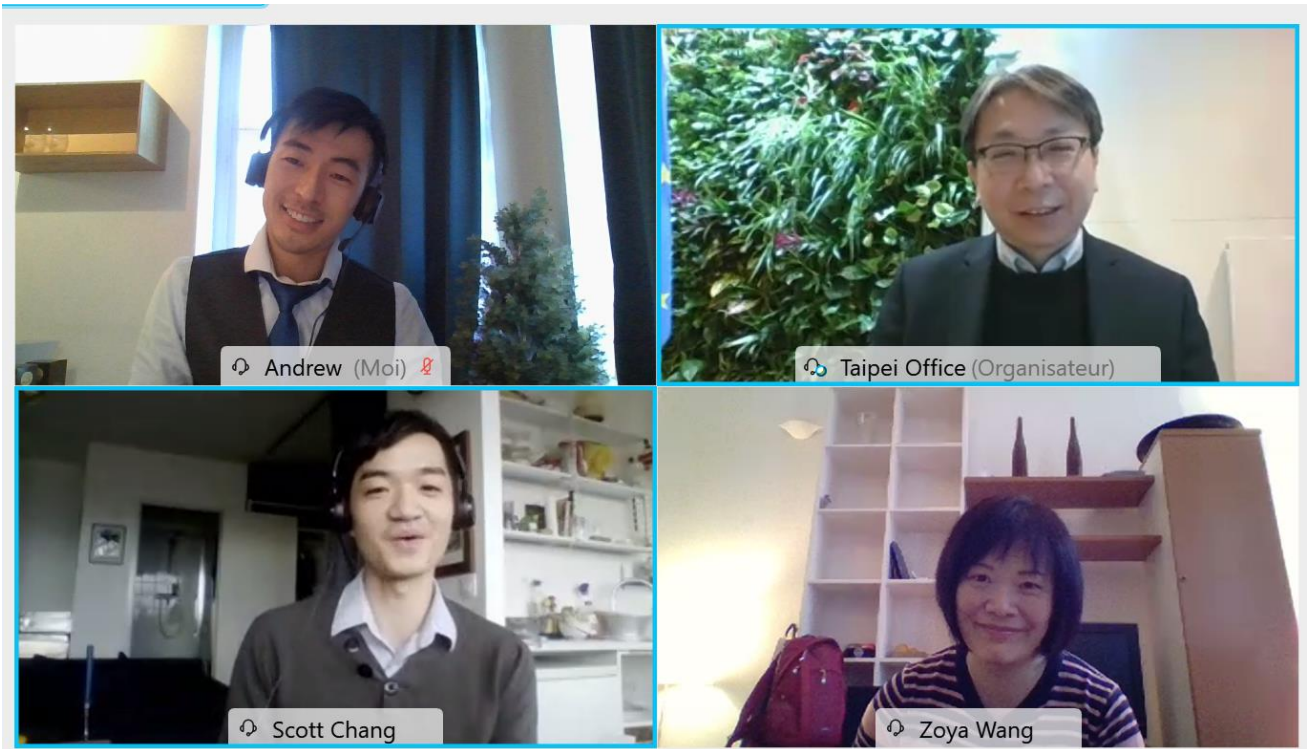 Andrew (Moi)
Taipei Office (Organisateur)
Scott Chang
Zoya Wang